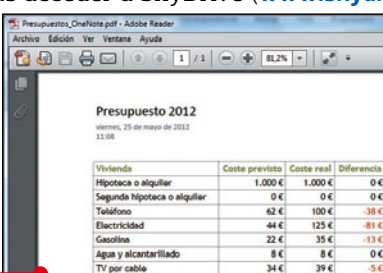 Presupuestos_OneNote.pdf - Adobe Reader
Archivo Edición Ver Ventana Ayuda
1 / 1 81,2%
Presupuesto 2012
viernes, 25 de mayo de 2012
11:08
Vivienda Coste previsto Coste real Diferencia
Hipoteca o alquiler 1.000 € 1.000 € 0 €
Segunda hipoteca o alquiler 0 € 0 € 0 €
Teléfono 62 € 100 € -38 €
Electricidad 44 € 125 € -81 €
Gasolina 22 € 35 € -13 €
Agua y alcantarillado 8 € 8 € 0 €
TV por cable 34 € 39 € -5 €